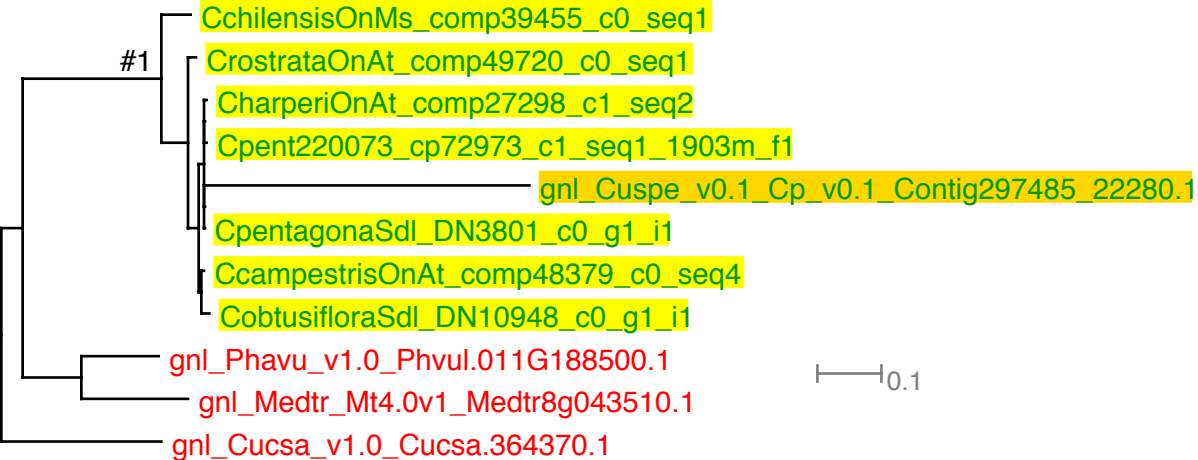 CchilensisOnMs_comp39455_c0_seq1
#1
CrostrataOnAt_comp49720_c0_seq1
CharperiOnAt_comp27298_c1_seq2
Cpent220073_cp72973_c1_seq1_1903m_f1
gnl_Cuspe_v0.1_Cp_v0.1_Contig297485_22280.1
CpentagonaSdl_DN3801_c0_g1_i1
CcampestrisOnAt_comp48379_c0_seq4
CobtusifloraSdl_DN10948_c0_g1_i1
gnl_Phavu_v1.0_Phvul.011G188500.1
0.1
gnl_Medtr_Mt4.0v1_Medtr8g043510.1
gnl_Cucsa_v1.0_Cucsa.364370.1